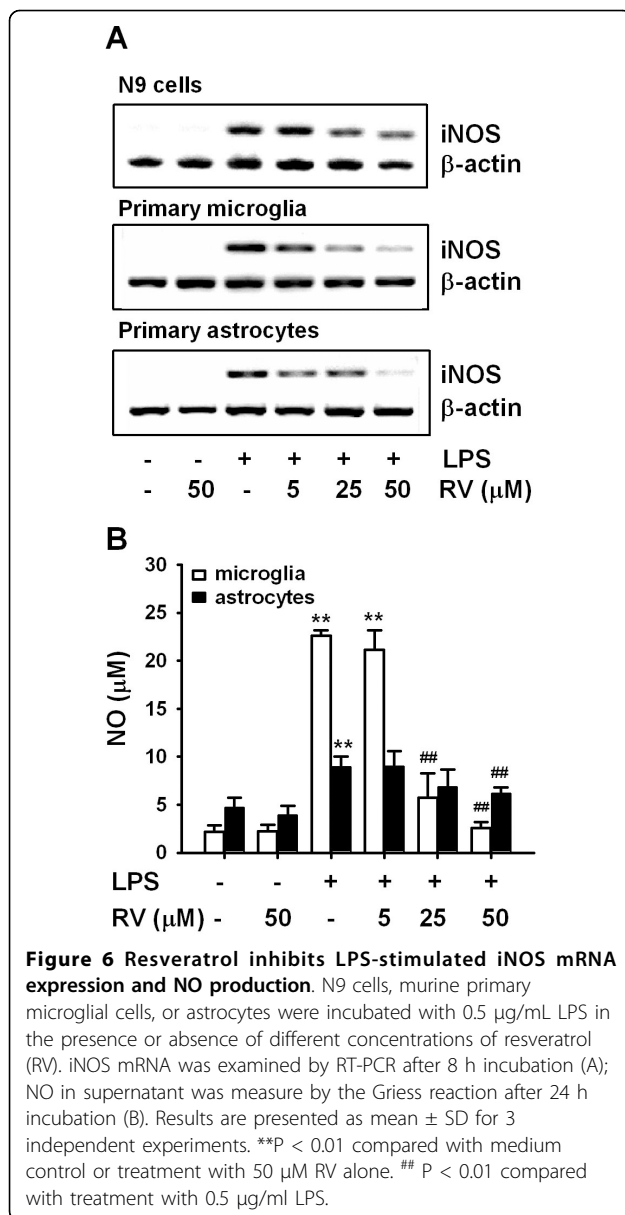 A
N9 cells
iNOS
β-actin
Primary microglia
iNOS
β-actin
Primary astrocytes
iNOS
β-actin
- - + + + + LPS
- 50 - 5 25 50 RV (μM)
B
30
25
20
15
10
5
0
NO (μM)
microglia
astrocytes
** ** ** ## ## ##
LPS - - + + + +
RV (μM) - 50 - 5 25 50
Figure 6 Resveratrol inhibits LPS-stimulated iNOS mRNA
expression and NO production. N9 cells, murine primary
microglial cells, or astrocytes were incubated with 0.5 μg/mL LPS in
the presence or absence of different concentrations of resveratrol
(RV). iNOS mRNA was examined by RT-PCR after 8 h incubation (A);
NO in supernatant was measure by the Griess reaction after 24 h
incubation (B). Results are presented as mean ± SD for 3
independent experiments. **P < 0.01 compared with medium
control or treatment with 50 μM RV alone. ## P < 0.01 compared
with treatment with 0.5 μg/ml LPS.